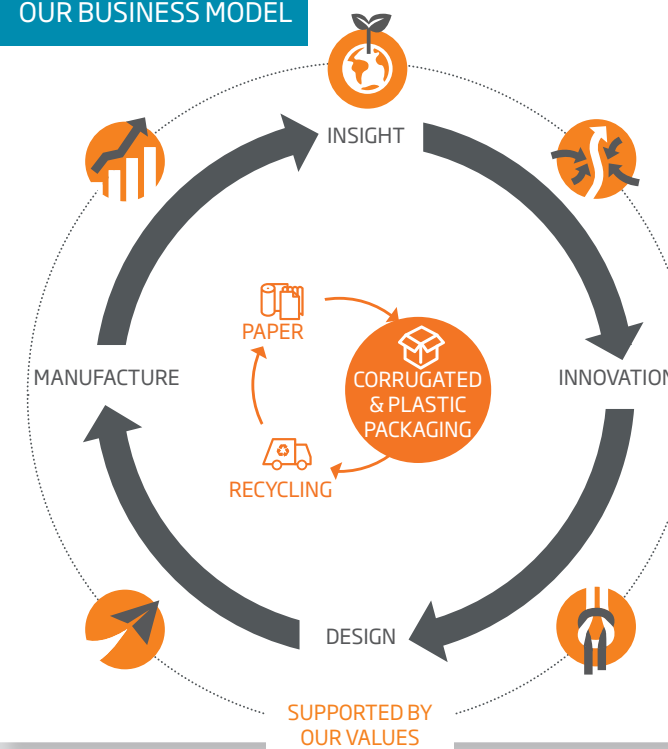 OUR BUSINESS MODEL
INSIGHT
PAPER
MANUFACTURE
CORRUGATED
& PLASTIC
PACKAGING
INNOVATION
RECYCLING
DESIGN
SUPPORTED BY
OUR VALUES